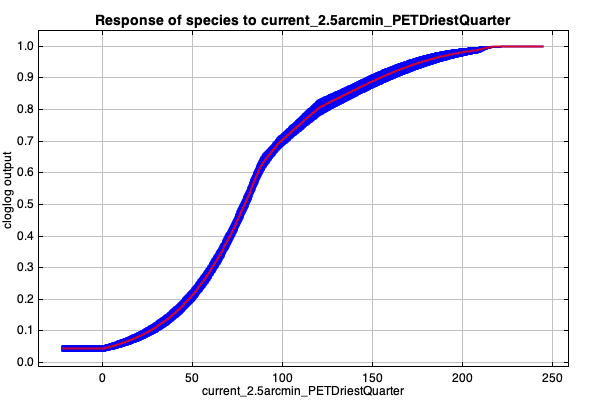 Response of species to current_2.5arcmin_PETDriestQuarter
cloglog output
1.0
0.9
0.8
0.7
0.6
0.5
0.4
0.3
0.2
0.1
0.0
0 50 100 150 200 250
current_2.5arcmin_PETDriestQuarter